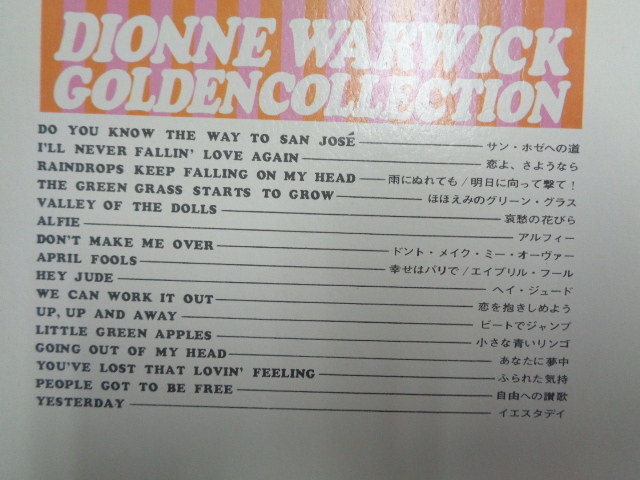 DIONNE WARWICK
GOLDEN COLLECTION
DO YOU KNOW THE WAY TO SAN JOSÉ サン・ホゼへの道
I'LL NEVER FALLIN' LOVE AGAIN 恋よ、さようなら
RAINDROPS KEEP FALLING ON MY HEAD 雨にぬれても/明日に向って撃て!
THE GREEN GRASS STARTS TO GROW ほほえみのグリーン・グラス
VALLEY OF THE DOLLS 哀愁の花びら
ALFIE アルフィー
DON'T MAKE ME OVER ドント・メイク・ミー・オーヴァー
APRIL FOOLS 幸せはパリで/エイプリル・フール
HEY JUDE ヘイ・ジュード
WE CAN WORK IT OUT 恋を抱きしめよう
UP, UP AND AWAY ビートでジャンプ
LITTLE GREEN APPLES 小さな青いリンゴ
GOING OUT OF MY HEAD あなたに夢中
YOU'VE LOST THAT LOVIN' FEELING ふられた気持
PEOPLE GOT TO BE FREE 自由への讃歌
YESTERDAY イエスタデイ